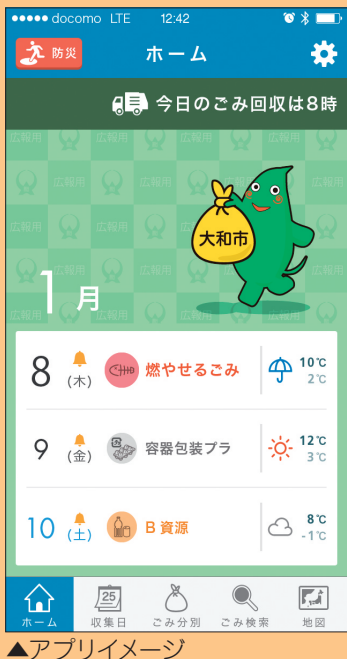 docomo LTE 12:42
防災 ホーム
今日のごみ回収は8時
広報用
大和市
1月
8 (木) 燃やせるごみ 10℃ 2℃
9 (金) プラ 容器包装プラ 12℃ 3℃
10 (土) B資源 8℃ -1℃
25
ホーム 収集日 ごみ分別 ごみ検索 地図
▲アプリイメージ